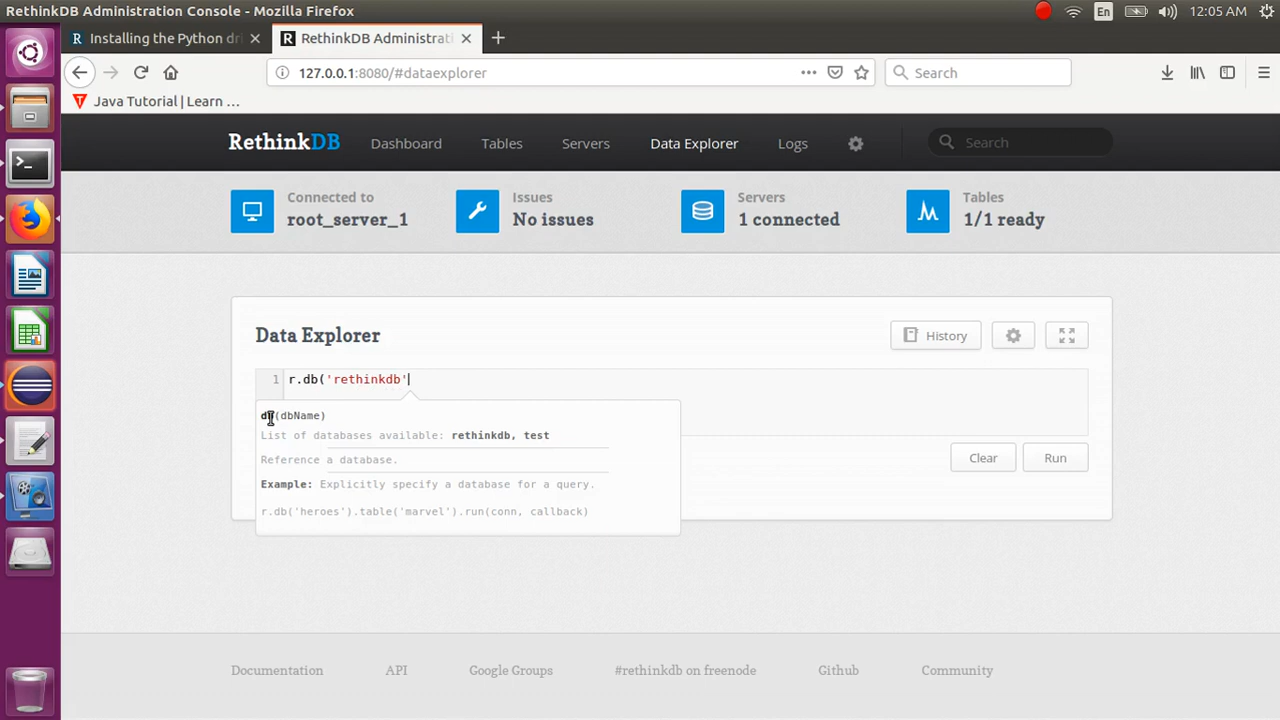 RethinkDB Administration Console - Mozilla Firefox
En
12:05 AM
Installing the Python dri
RethinkDB Administrati
127.0.0.1:8080/#dataexplorer
Search
Java Tutorial | Learn ...
RethinkDB
Dashboard
Tables
Servers
Data Explorer
Logs
Search
Connected to
root_server_1
Issues
No issues
Servers
1 connected
Tables
1/1 ready
Data Explorer
History
1 r.db('rethinkdb'
db(dbName)
List of databases available: rethinkdb, test
Reference a database.
Example: Explicitly specify a database for a query.
r.db('heroes').table('marvel').run(conn, callback)
Clear
Run
Documentation
API
Google Groups
#rethinkdb on freenode
Github
Community